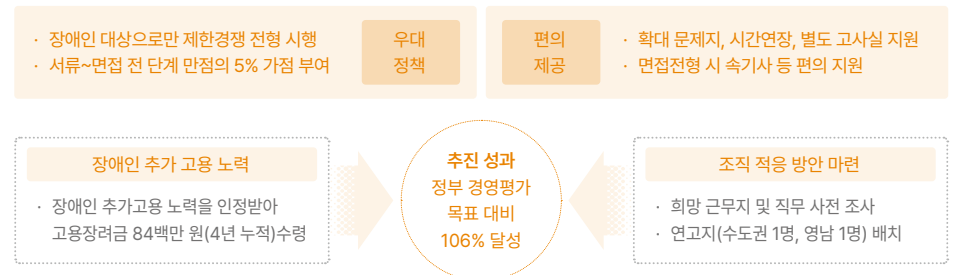 · 장애인 대상으로만 제한경쟁 전형 시행
· 서류~면접 전 단계 만점의 5% 가점 부여
우대
정책
편의
제공
· 확대 문제지, 시간연장, 별도 고사실 지원
· 면접전형 시 속기사 등 편의 지원
장애인 추가 고용 노력
· 장애인 추가고용 노력을 인정받아
고용장려금 84백만 원(4년 누적)수령
추진 성과
정부 경영평가
목표 대비
106% 달성
조직 적응 방안 마련
· 희망 근무지 및 직무 사전 조사
· 연고지(수도권 1명, 영남 1명) 배치